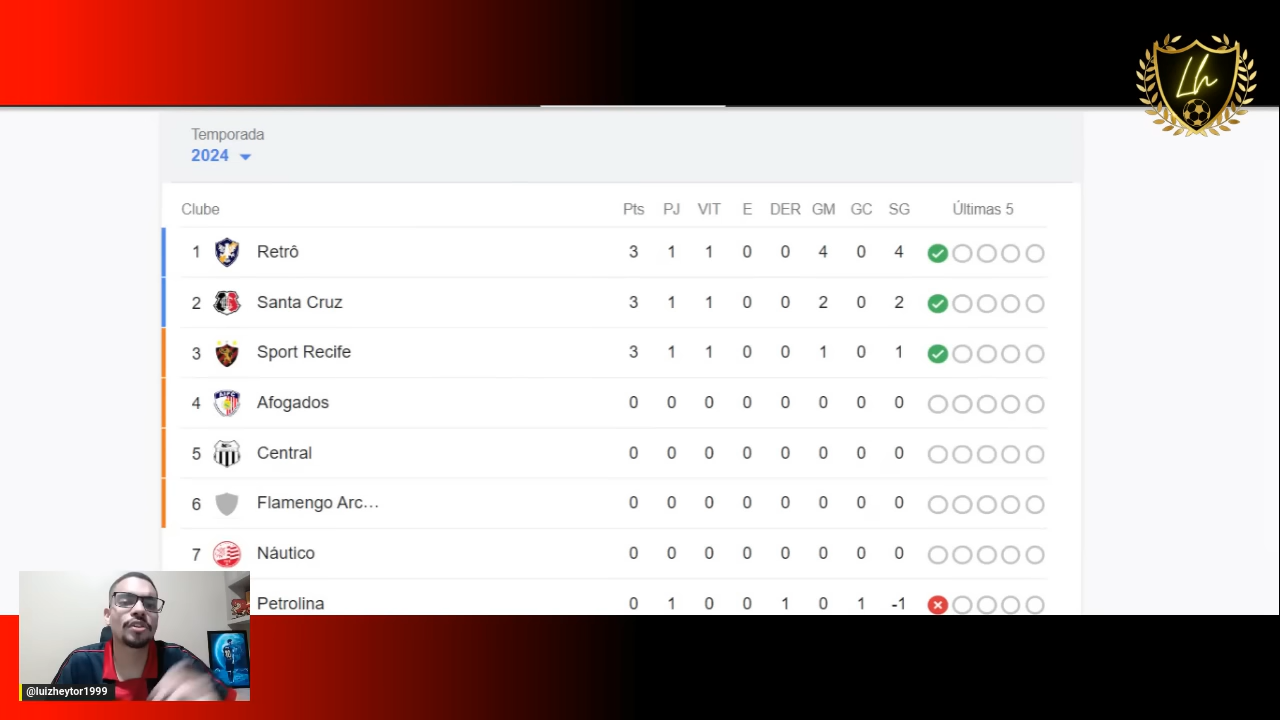 Lh
Temporada
2024
Clube Pts PJ VIT E DER GM GC SG Últimas 5
1 Retrô 3 1 1 0 0 4 0 4
2 Santa Cruz 3 1 1 0 0 2 0 2
3 Sport Recife 3 1 1 0 0 1 0 1
4 Afogados 0 0 0 0 0 0 0 0
5 Central 0 0 0 0 0 0 0 0
6 Flamengo Arc... 0 0 0 0 0 0 0 0
7 Náutico 0 0 0 0 0 0 0 0
Petrolina 0 1 0 0 1 0 1 -1
@luizheytor1999